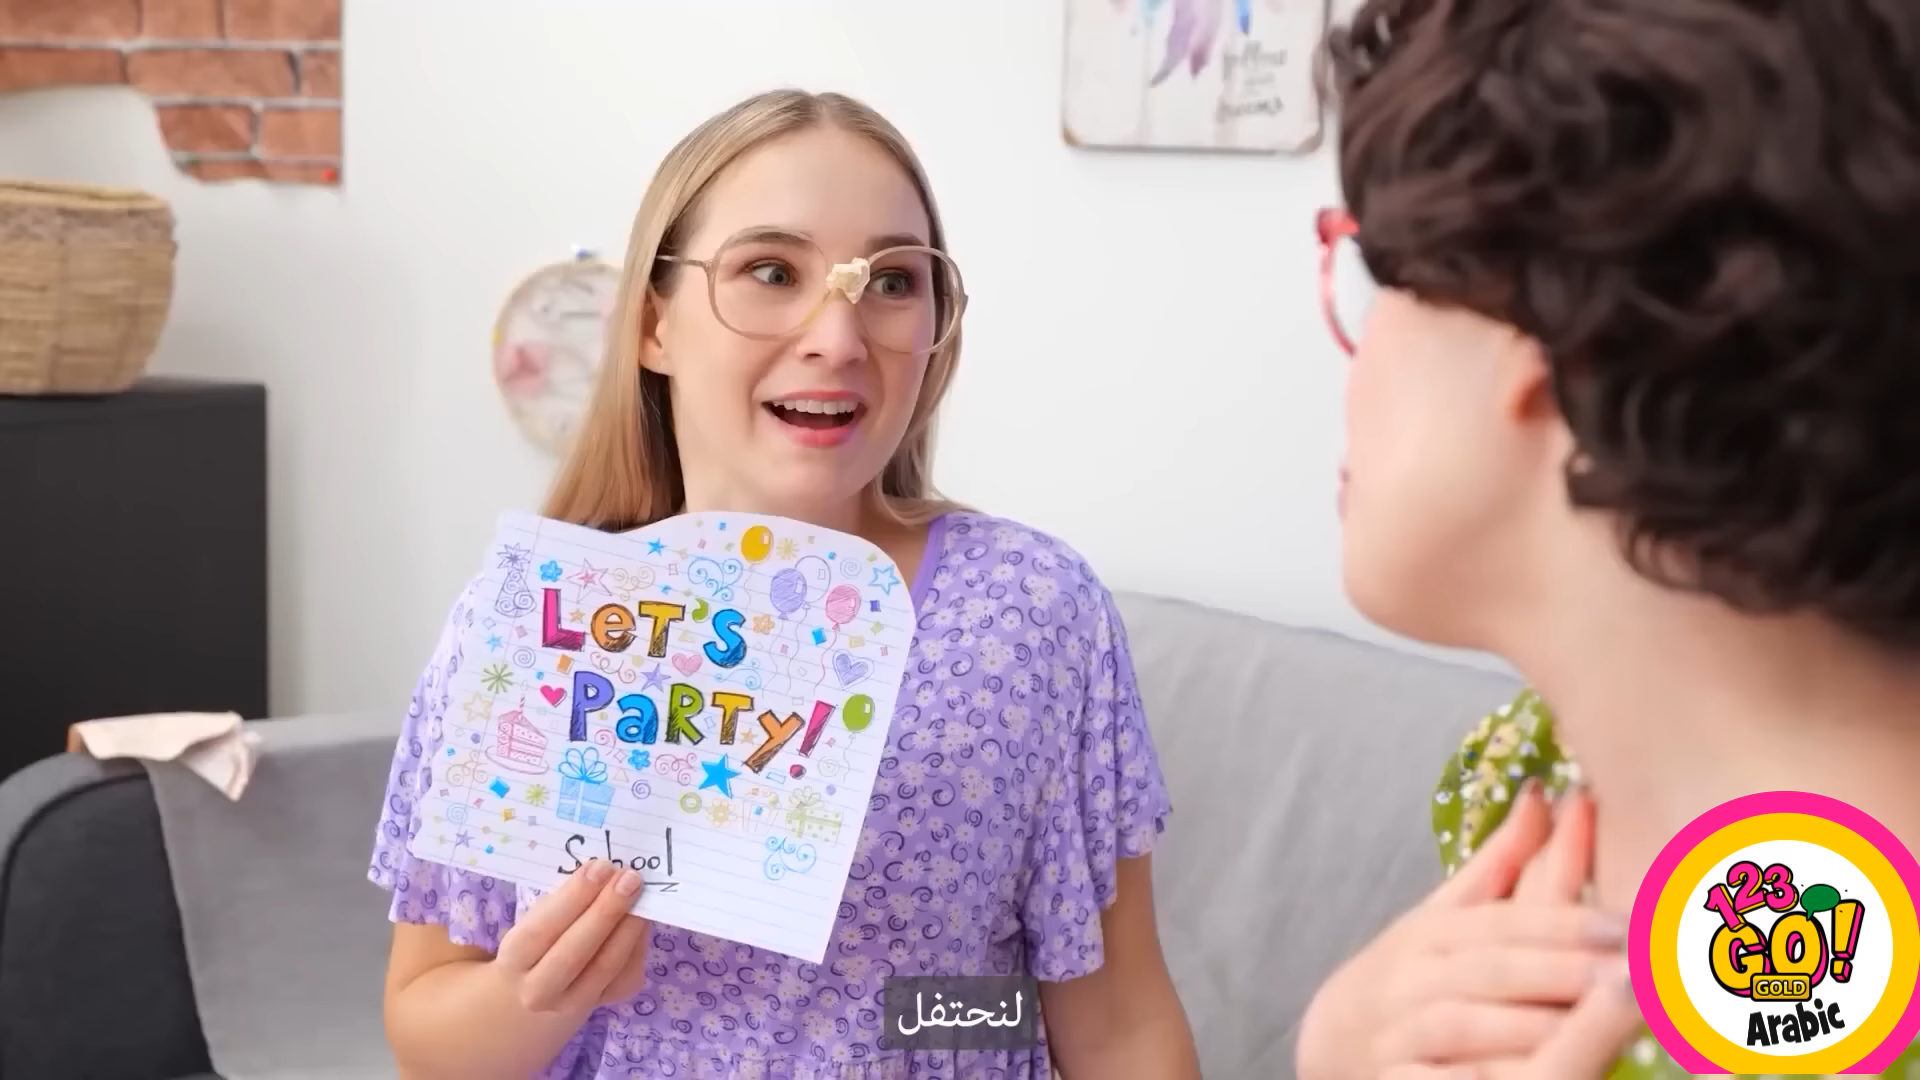 LeT's
PaRTy!
School
لنحتفل
123
GO!
GOLD
Arabic